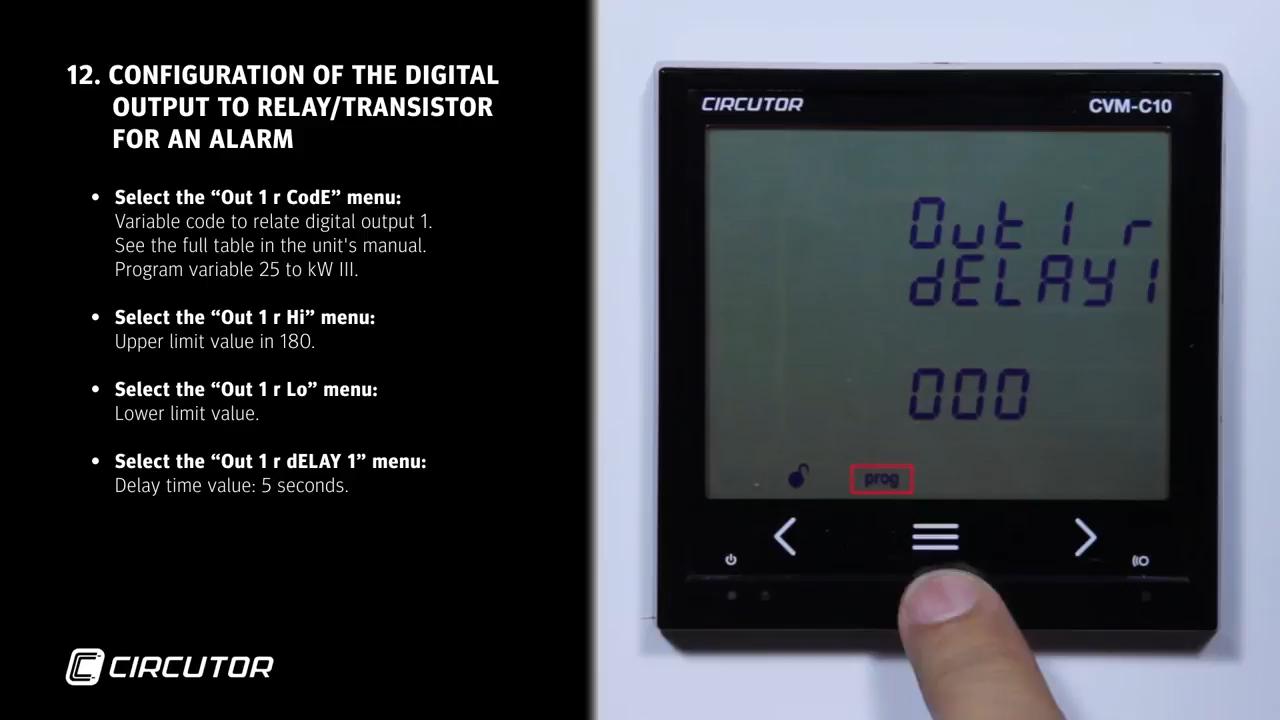 12. CONFIGURATION OF THE DIGITAL
OUTPUT TO RELAY/TRANSISTOR
FOR AN ALARM
• Select the “Out 1 r CodE” menu:
Variable code to relate digital output 1.
See the full table in the unit's manual.
Program variable 25 to kW III.
• Select the “Out 1 r Hi” menu:
Upper limit value in 180.
• Select the “Out 1 r Lo” menu:
Lower limit value.
• Select the “Out 1 r dELAY 1” menu:
Delay time value: 5 seconds.
CIRCUTOR
CIRCUTOR CVM-C10
Out1 r
dELAY1
000
prog